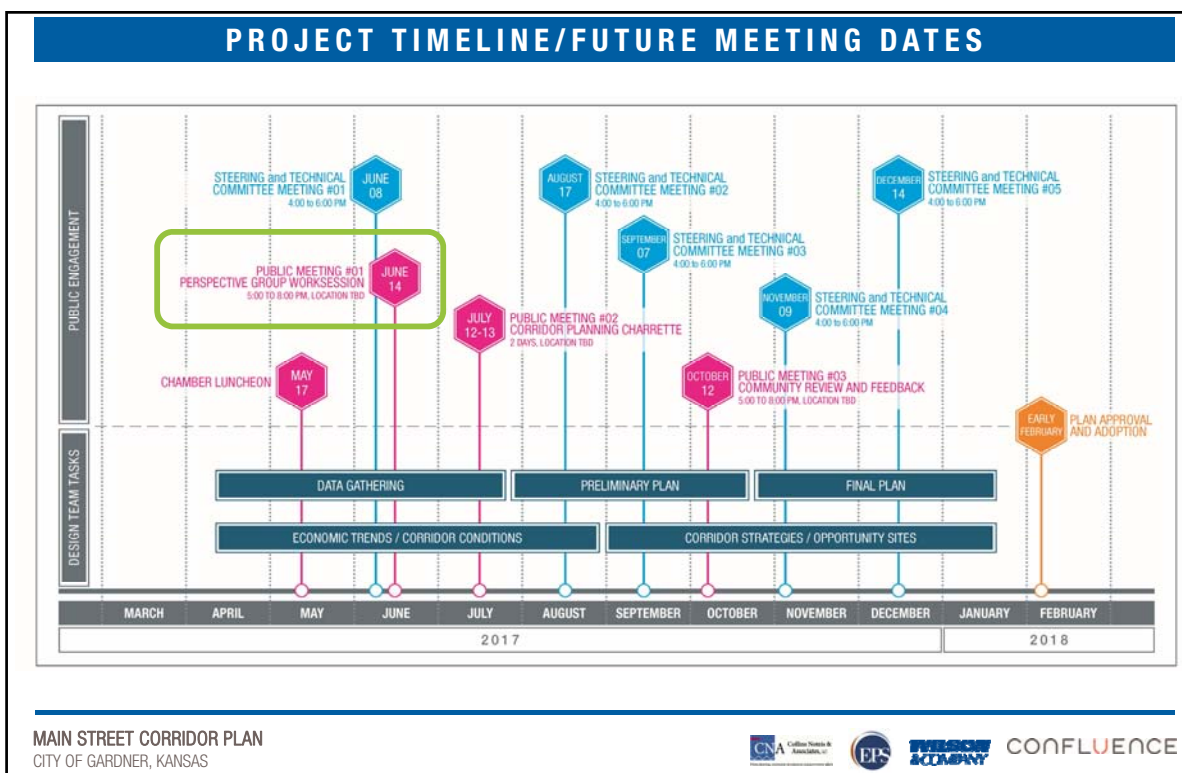 PROJECT TIMELINE/FUTURE MEETING DATES
PUBLIC ENGAGEMENT
STEERING and TECHNICAL
COMMITTEE MEETING #01
4:00 to 6:00 PM
JUNE
08
PUBLIC MEETING #01
PERSPECTIVE GROUP WORKSESSION
5:00 TO 8:00 PM, LOCATION TBD
JUNE
14
CHAMBER LUNCHEON
MAY
17
JULY
12-13
PUBLIC MEETING #02
CORRIDOR PLANNING CHARRETTE
2 DAYS, LOCATION TBD
AUGUST
17
STEERING and TECHNICAL
COMMITTEE MEETING #02
4:00 to 6:00 PM
SEPTEMBER
07
STEERING and TECHNICAL
COMMITTEE MEETING #03
4:00 to 6:00 PM
OCTOBER
12
PUBLIC MEETING #03
COMMUNITY REVIEW AND FEEDBACK
5:00 TO 8:00 PM, LOCATION TBD
NOVEMBER
09
STEERING and TECHNICAL
COMMITTEE MEETING #04
4:00 to 6:00 PM
DECEMBER
14
STEERING and TECHNICAL
COMMITTEE MEETING #05
4:00 to 6:00 PM
EARLY
FEBRUARY
PLAN APPROVAL
AND ADOPTION
DESIGN TEAM TASKS
DATA GATHERING
PRELIMINARY PLAN
FINAL PLAN
ECONOMIC TRENDS / CORRIDOR CONDITIONS
CORRIDOR STRATEGIES / OPPORTUNITY SITES
MARCH APRIL MAY JUNE JULY AUGUST SEPTEMBER OCTOBER NOVEMBER DECEMBER JANUARY FEBRUARY
2017 2018
MAIN STREET CORRIDOR PLAN
CITY OF GARDNER, KANSAS
CNA
Collins Noteis &
Associates,
EPS
WILSON
&COMPANY
CONFLUENCE